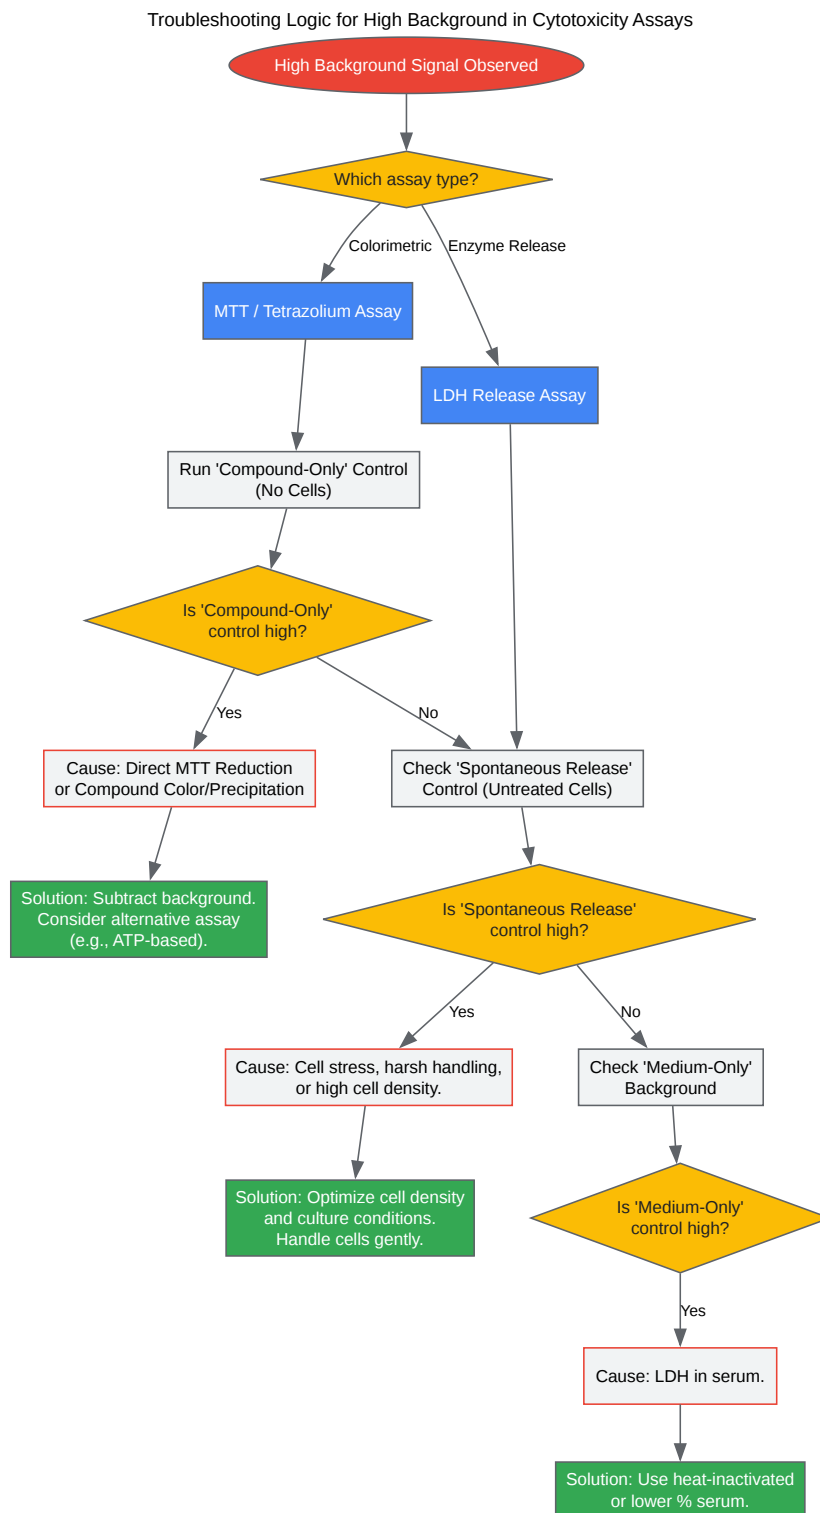 Troubleshooting Logic for High Background in Cytotoxicity Assays
High Background Signal Observed
Which assay type?
Colorimetric
Enzyme Release
MTT / Tetrazolium Assay
LDH Release Assay
Run 'Compound-Only' Control
(No Cells)
Is 'Compound-Only'
control high?
Yes
No
Cause: Direct MTT Reduction
or Compound Color/Precipitation
Check 'Spontaneous Release'
Control (Untreated Cells)
Solution: Subtract background.
Consider alternative assay
(e.g., ATP-based).
Is 'Spontaneous Release'
control high?
Yes
No
Cause: Cell stress, harsh handling,
or high cell density.
Check 'Medium-Only'
Background
Solution: Optimize cell density
and culture conditions.
Handle cells gently.
Is 'Medium-Only'
control high?
Yes
Cause: LDH in serum.
Solution: Use heat-inactivated
or lower % serum.